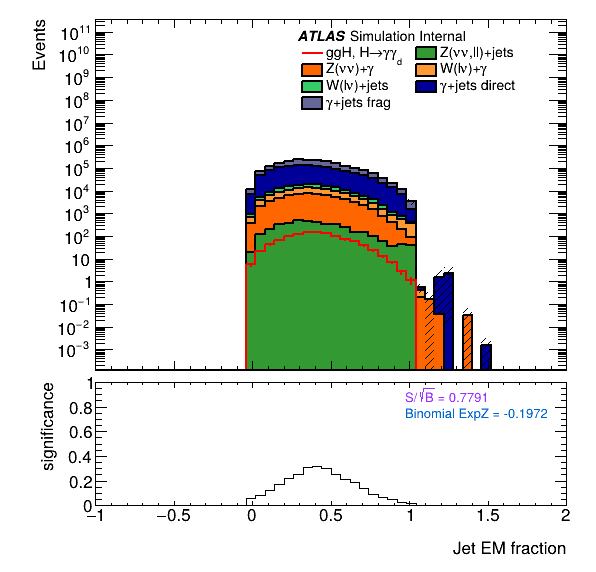 ATLAS Simulation Internal
ggH, H→γγd
Z(νν,ll)+jets
Z(νν)+γ
W(lν)+γ
W(lν)+jets
γ+jets direct
γ+jets frag
Events
10¹¹
10¹⁰
10⁹
10⁸
10⁷
10⁶
10⁵
10⁴
10³
10²
10
1
10⁻¹
10⁻²
10⁻³
significance
1
0.8
0.6
0.4
0.2
0
S/√B = 0.7791
Binomial ExpZ = -0.1972
−1 −0.5 0 0.5 1 1.5 2
Jet EM fraction